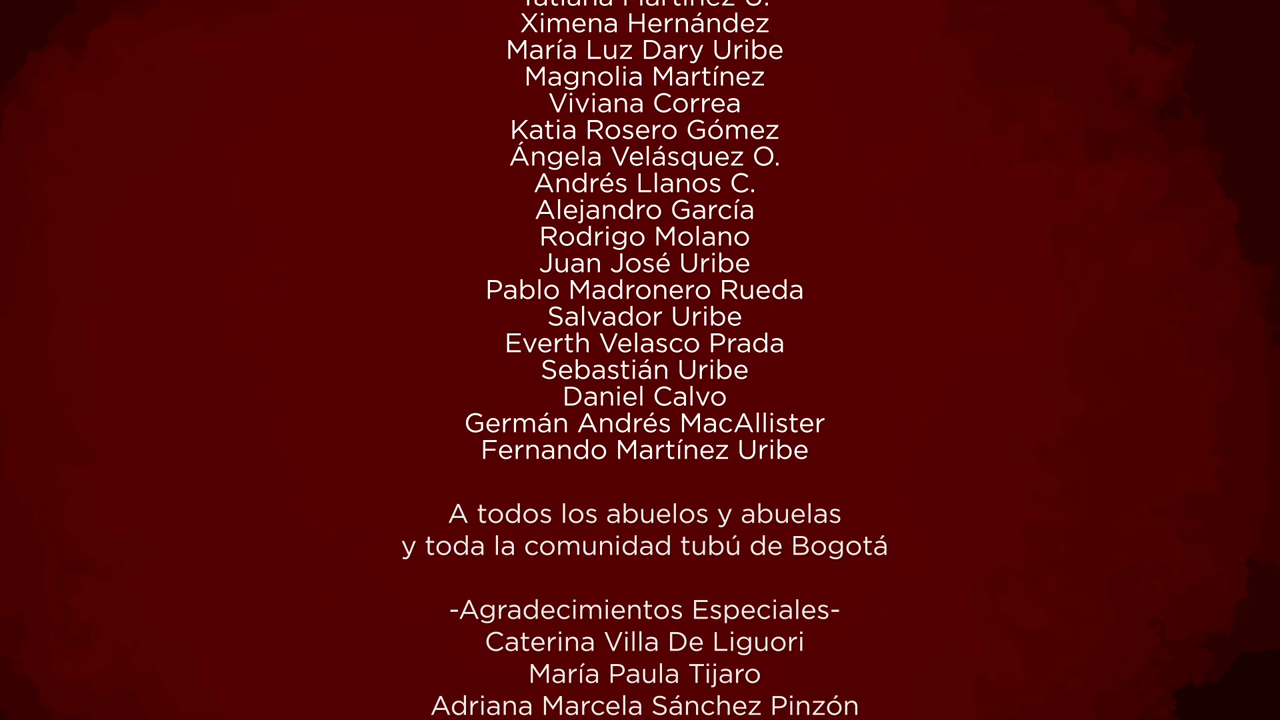 Tatiana Martínez U.
Ximena Hernández
María Luz Dary Uribe
Magnolia Martínez
Viviana Correa
Katia Rosero Gómez
Ángela Velásquez O.
Andrés Llanos C.
Alejandro García
Rodrigo Molano
Juan José Uribe
Pablo Madronero Rueda
Salvador Uribe
Everth Velasco Prada
Sebastián Uribe
Daniel Calvo
Germán Andrés MacAllister
Fernando Martínez Uribe
A todos los abuelos y abuelas
y toda la comunidad tubú de Bogotá
-Agradecimientos Especiales-
Caterina Villa De Liguori
María Paula Tijaro
Adriana Marcela Sánchez Pinzón